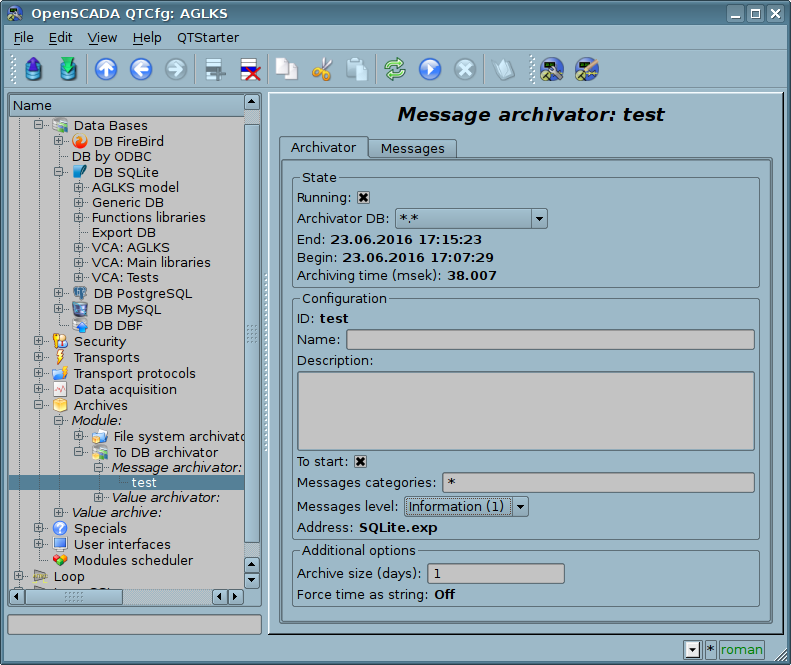 OpenSCADA QTCfg: AGLKS
File Edit View Help QTStarter
Name
Data Bases
DB FireBird
DB by ODBC
DB SQLite
AGLKS model
Generic DB
Functions libraries
Export DB
VCA: AGLKS
VCA: Main libraries
VCA: Tests
DB PostgreSQL
DB MySQL
DB DBF
Security
Transports
Transport protocols
Data acquisition
Archives
Module:
File system archivato
To DB archivator
Message archivator:
test
Value archivator:
Value archive:
Specials
User interfaces
Modules scheduler
Loop
Message archivator: test
Archivator Messages
State
Running:
Archivator DB: *.*
End: 23.06.2016 17:15:23
Begin: 23.06.2016 17:07:29
Archiving time (msek): 38.007
Configuration
ID: test
Name:
Description:
To start:
Messages categories: *
Messages level: Information (1)
Address: SQLite.exp
Additional options
Archive size (days): 1
Force time as string: Off
* roman